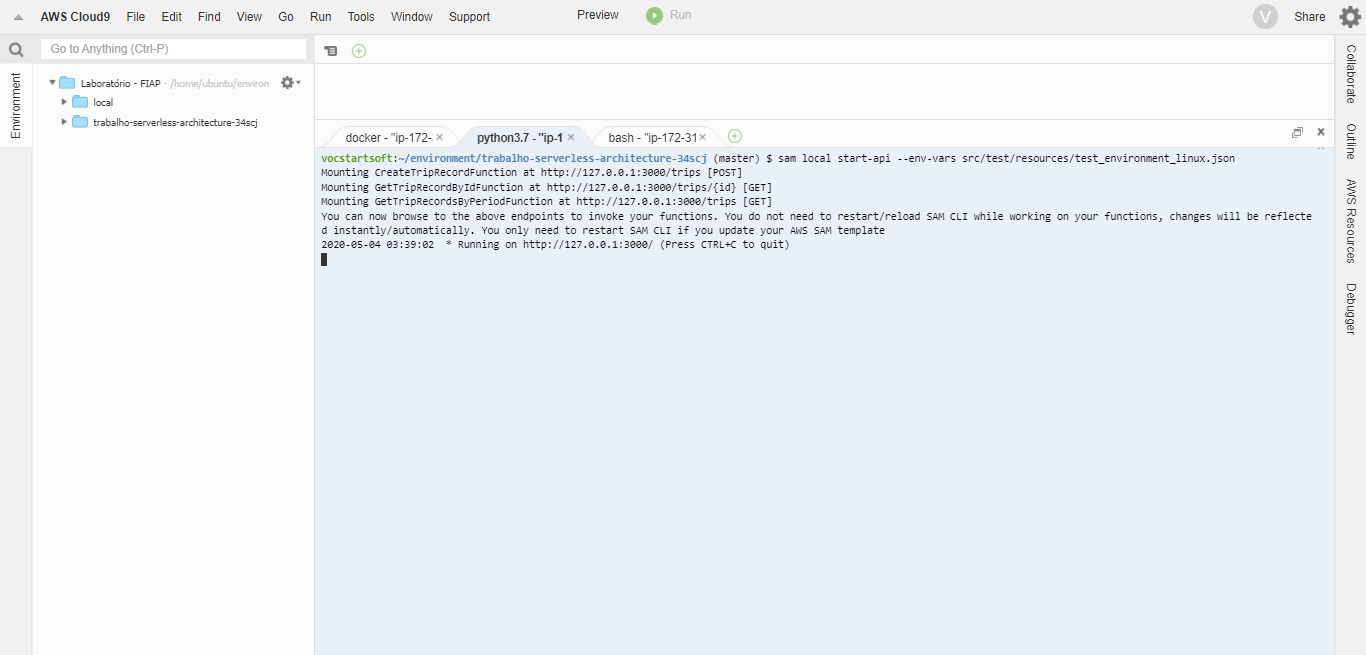 AWS Cloud9 File Edit Find View Go Run Tools Window Support Preview Run V Share
Go to Anything (Ctrl-P)
Environment
Laboratório - FIAP - /home/ubuntu/environ
local
trabalho-serverless-architecture-34scj
docker - "ip-172- × python3.7 - "ip-1 × bash - "ip-172-31 ×
vocstartsoft:~/environment/trabalho-serverless-architecture-34scj (master) $ sam local start-api --env-vars src/test/resources/test_environment_linux.json
Mounting CreateTripRecordFunction at http://127.0.0.1:3000/trips [POST]
Mounting GetTripRecordByIdFunction at http://127.0.0.1:3000/trips/{id} [GET]
Mounting GetTripRecordsByPeriodFunction at http://127.0.0.1:3000/trips [GET]
You can now browse to the above endpoints to invoke your functions. You do not need to restart/reload SAM CLI while working on your functions, changes will be reflecte
d instantly/automatically. You only need to restart SAM CLI if you update your AWS SAM template
2020-05-04 03:39:02  * Running on http://127.0.0.1:3000/ (Press CTRL+C to quit)
Collaborate
Outline
AWS Resources
Debugger